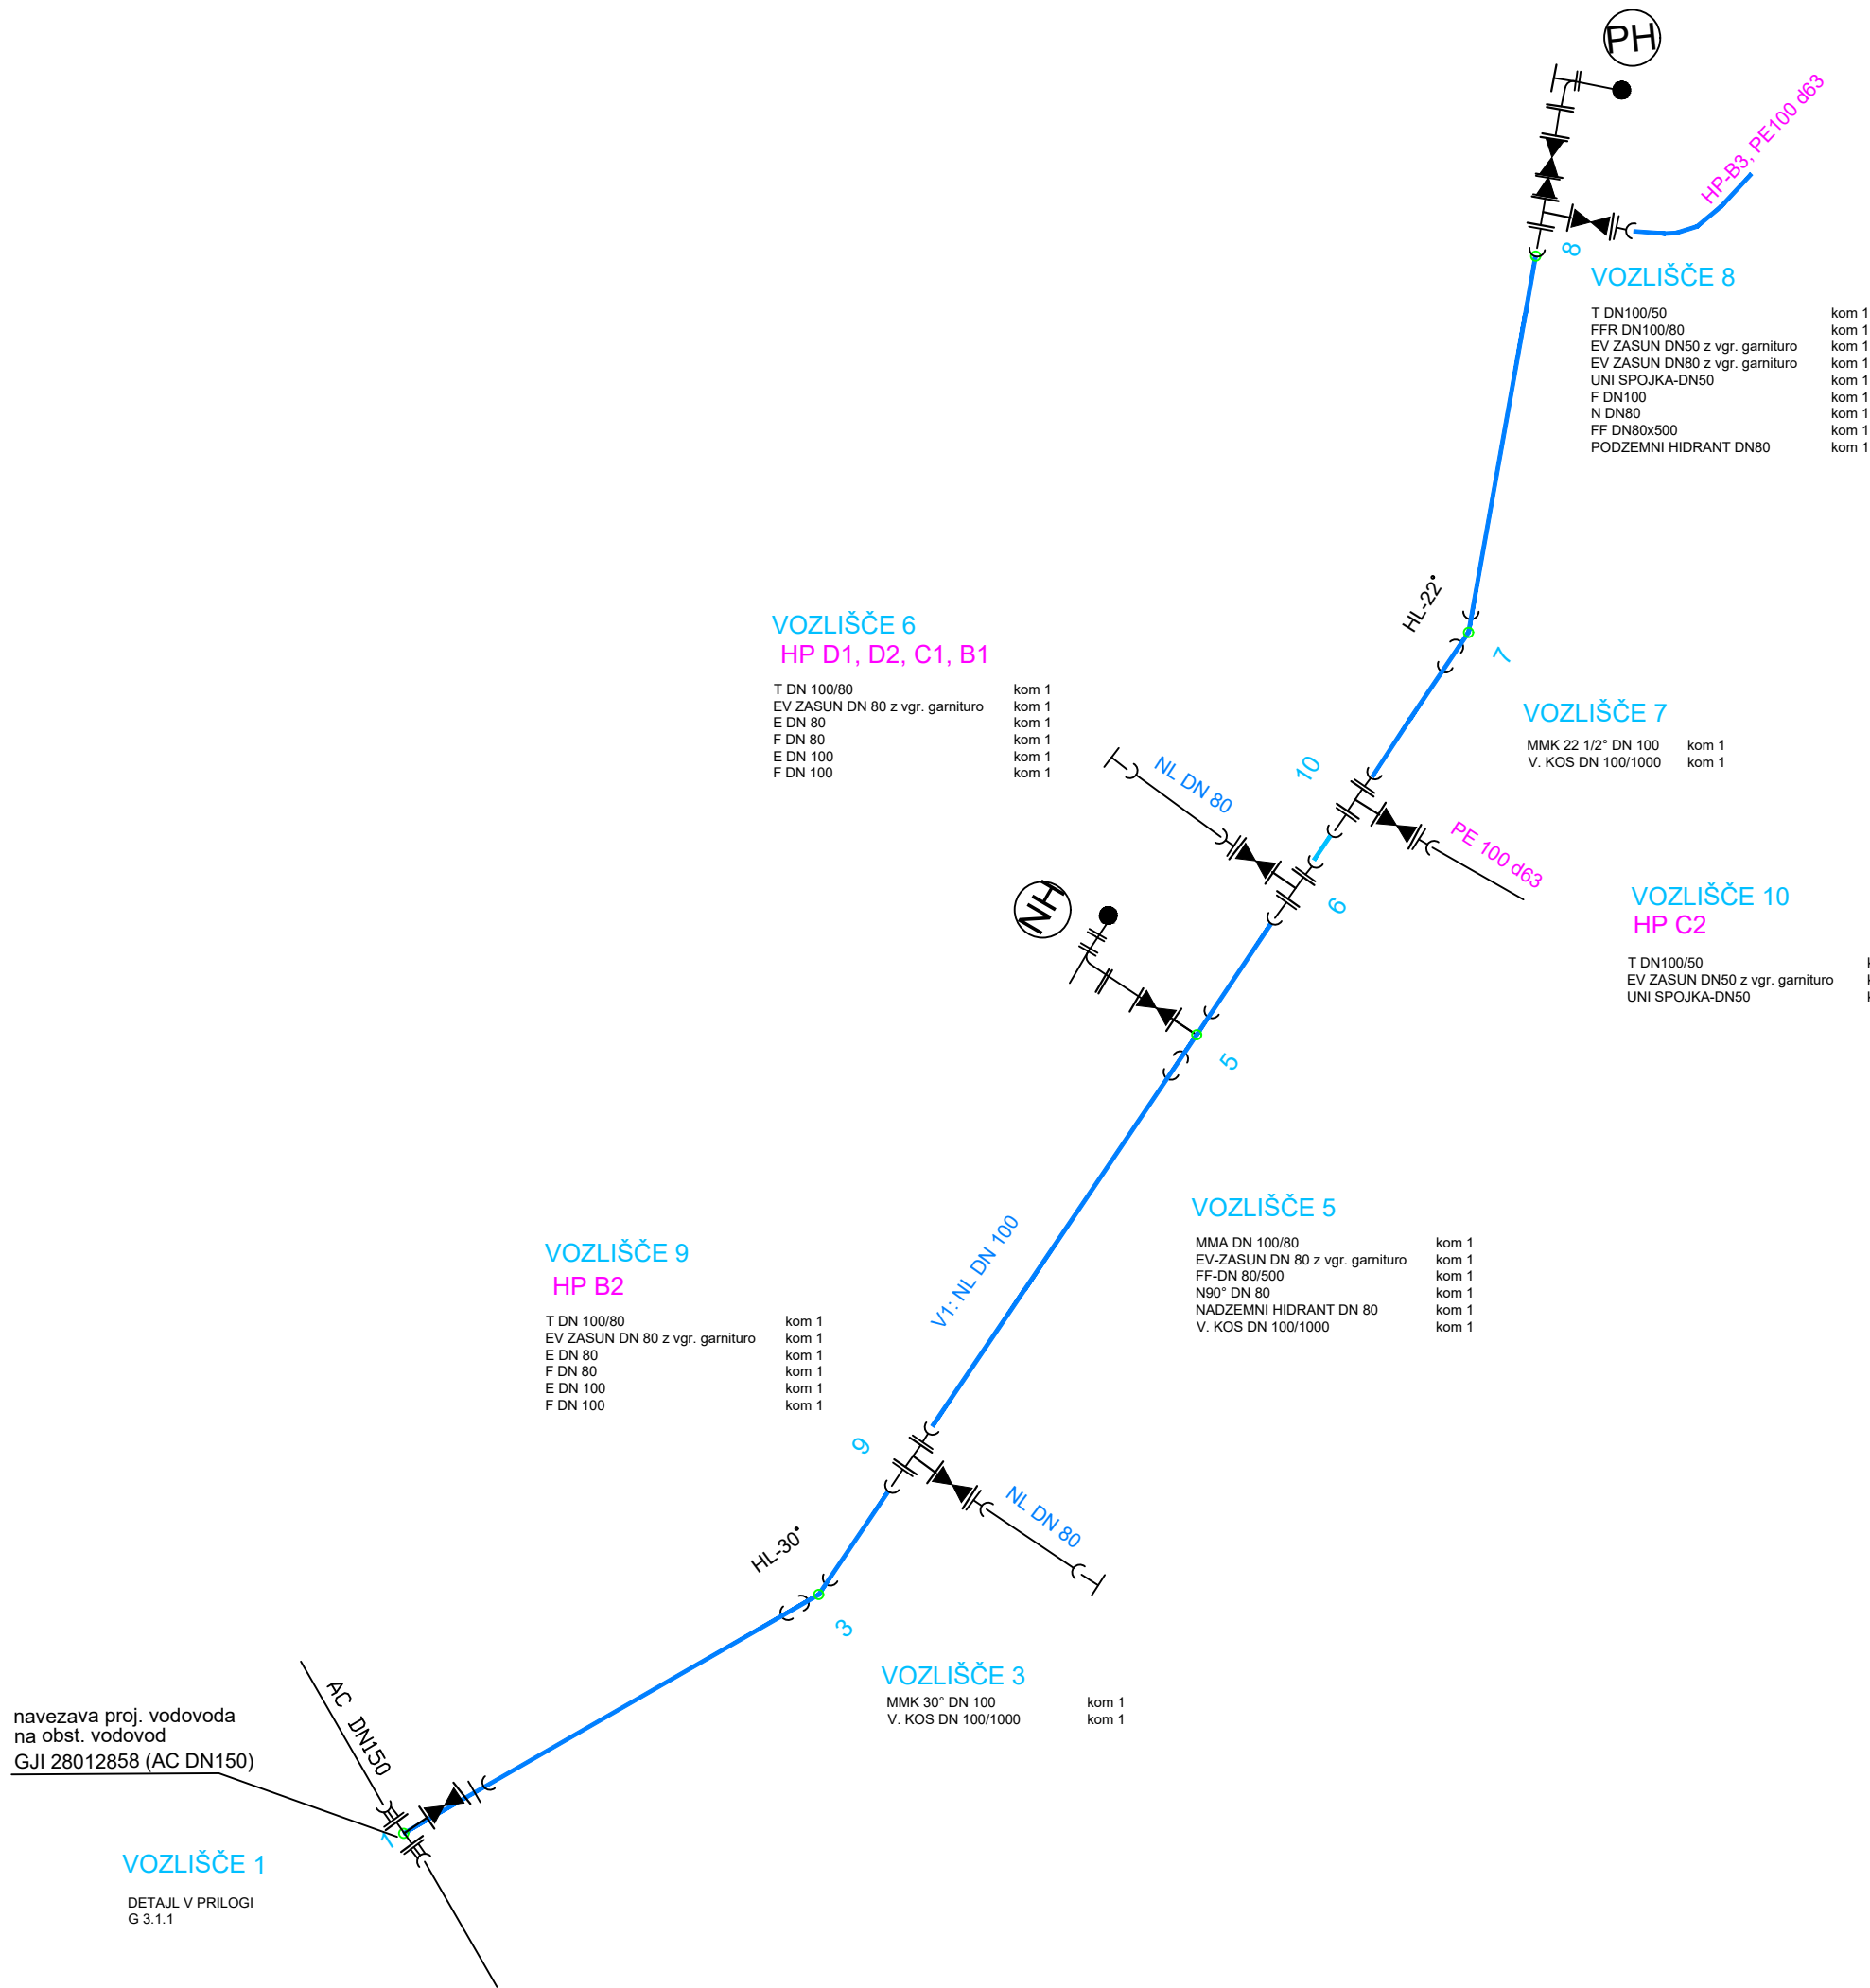 PH
HP-B3, PE100 d63
8
VOZLIŠČE 8
T DN100/50 kom 1
FFR DN100/80 kom 1
EV ZASUN DN50 z vgr. garnituro kom 1
EV ZASUN DN80 z vgr. garnituro kom 1
UNI SPOJKA-DN50 kom 1
F DN100 kom 1
N DN80 kom 1
FF DN80x500 kom 1
PODZEMNI HIDRANT DN80 kom 1
HL-22°
7
VOZLIŠČE 6
HP D1, D2, C1, B1
T DN 100/80 kom 1
EV ZASUN DN 80 z vgr. garnituro kom 1
E DN 80 kom 1
F DN 80 kom 1
E DN 100 kom 1
F DN 100 kom 1
VOZLIŠČE 7
MMK 22 1/2° DN 100 kom 1
V. KOS DN 100/1000 kom 1
10
NL DN 80
PE 100 d63
6
NH
VOZLIŠČE 10
HP C2
T DN100/50
EV ZASUN DN50 z vgr. garnituro
UNI SPOJKA-DN50
5
VOZLIŠČE 5
MMA DN 100/80 kom 1
EV-ZASUN DN 80 z vgr. garnituro kom 1
FF-DN 80/500 kom 1
N90° DN 80 kom 1
NADZEMNI HIDRANT DN 80 kom 1
V. KOS DN 100/1000 kom 1
V1: NL DN 100
VOZLIŠČE 9
HP B2
T DN 100/80 kom 1
EV ZASUN DN 80 z vgr. garnituro kom 1
E DN 80 kom 1
F DN 80 kom 1
E DN 100 kom 1
F DN 100 kom 1
9
NL DN 80
HL-30°
3
VOZLIŠČE 3
MMK 30° DN 100 kom 1
V. KOS DN 100/1000 kom 1
AC DN150
navezava proj. vodovoda
na obst. vodovod
GJI 28012858 (AC DN150)
1
VOZLIŠČE 1
DETAJL V PRILOGI
G 3.1.1